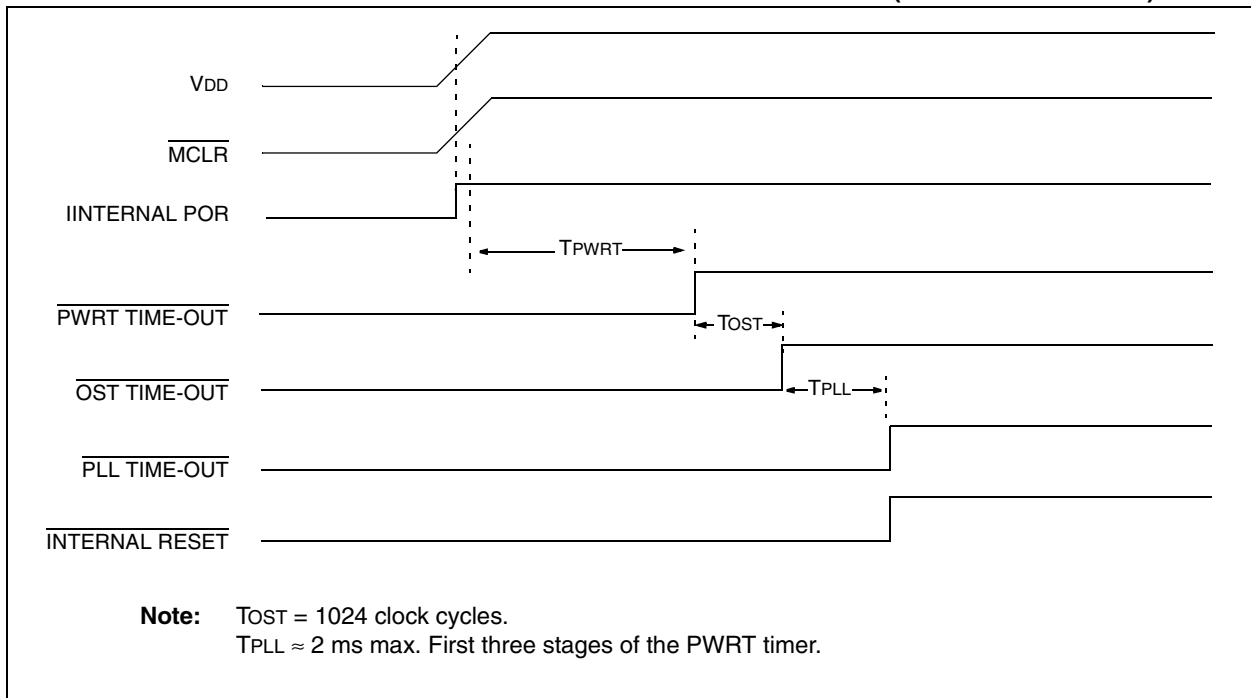 VDD
MCLR
IINTERNAL POR
TPWRT
PWRT TIME-OUT
TOST
OST TIME-OUT
TPLL
PLL TIME-OUT
INTERNAL RESET
Note: TOST = 1024 clock cycles.
TPLL ≈ 2 ms max. First three stages of the PWRT timer.